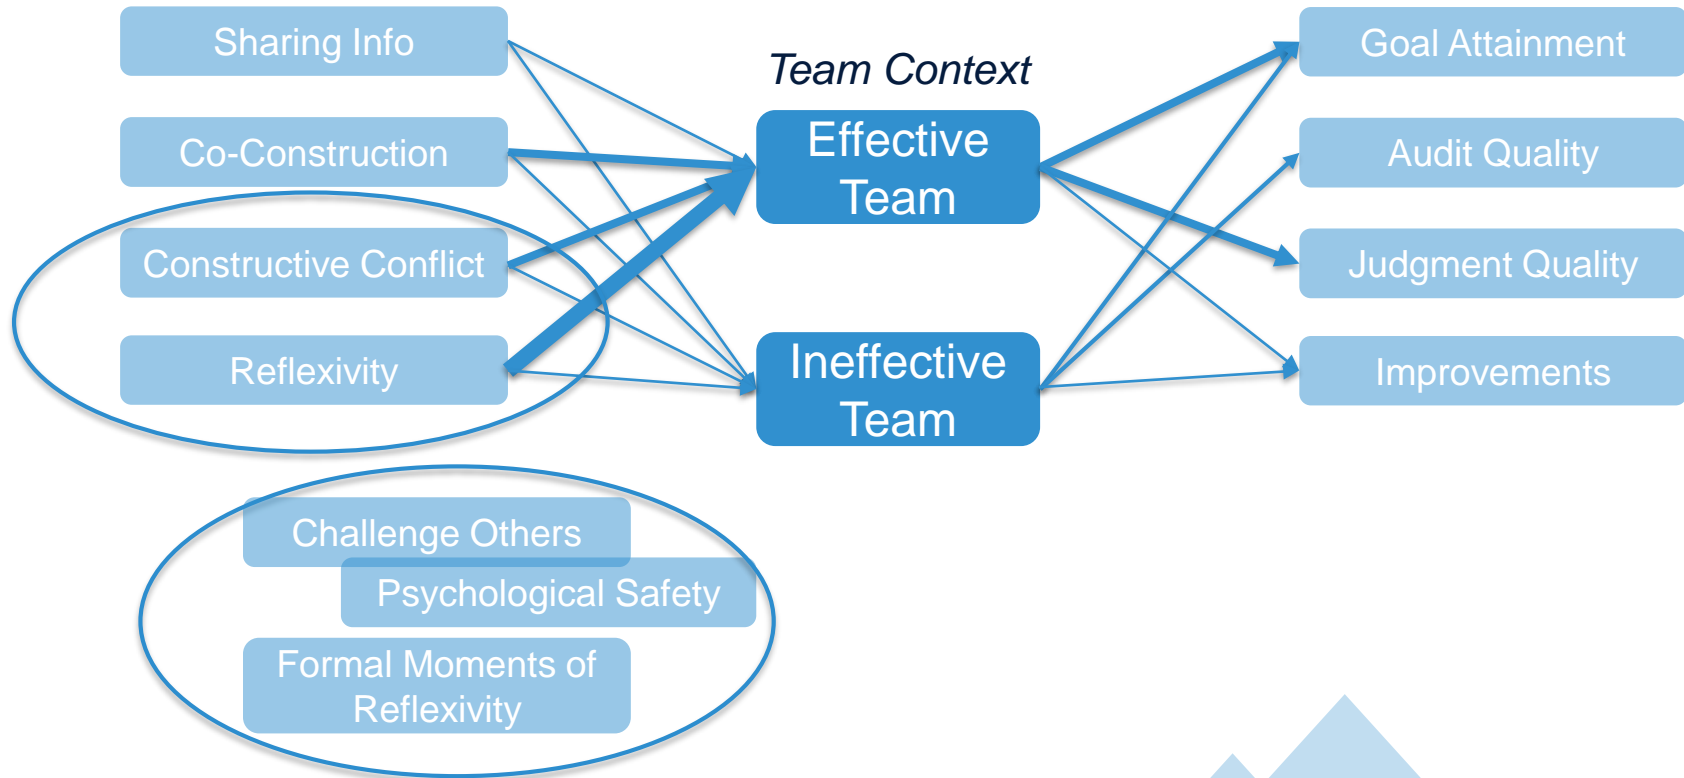 Sharing Info
Co-Construction
Constructive Conflict
Reflexivity
Challenge Others
Psychological Safety
Formal Moments of
Reflexivity
Team Context
Effective
Team
Ineffective
Team
Goal Attainment
Audit Quality
Judgment Quality
Improvements